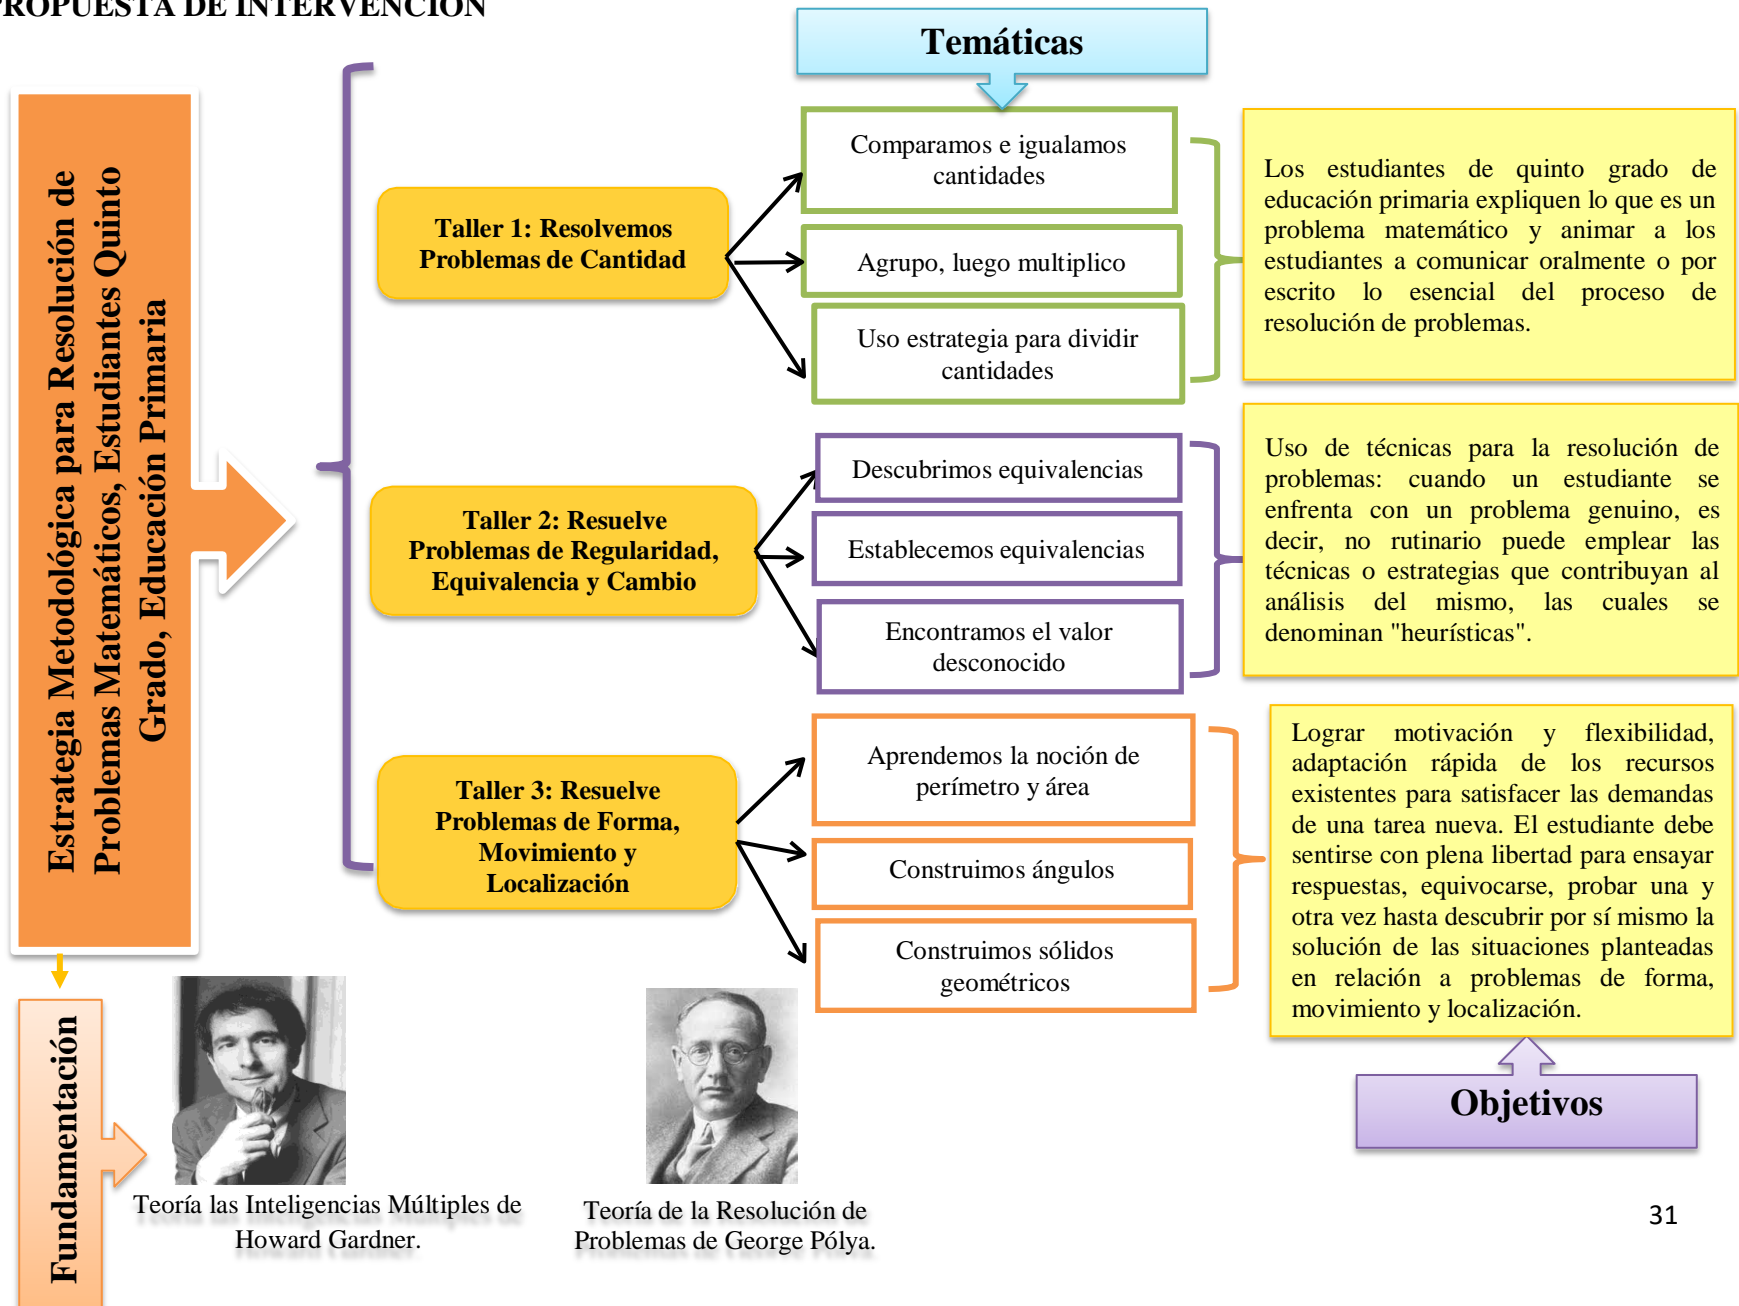 PROPUESTA DE INTERVENCIÓN
Temáticas
Estrategia Metodológica para Resolución de
Problemas Matemáticos, Estudiantes Quinto
Grado, Educación Primaria
Taller 1: Resolvemos
Problemas de Cantidad
Comparamos e igualamos
cantidades
Agrupo, luego multiplico
Uso estrategia para dividir
cantidades
Los estudiantes de quinto grado de
educación primaria expliquen lo que es un
problema matemático y animar a los
estudiantes a comunicar oralmente o por
escrito lo esencial del proceso de
resolución de problemas.
Taller 2: Resuelve
Problemas de Regularidad,
Equivalencia y Cambio
Descubrimos equivalencias
Establecemos equivalencias
Encontramos el valor
desconocido
Uso de técnicas para la resolución de
problemas: cuando un estudiante se
enfrenta con un problema genuino, es
decir, no rutinario puede emplear las
técnicas o estrategias que contribuyan al
análisis del mismo, las cuales se
denominan "heurísticas".
Taller 3: Resuelve
Problemas de Forma,
Movimiento y
Localización
Aprendemos la noción de
perímetro y área
Construimos ángulos
Construimos sólidos
geométricos
Lograr motivación y flexibilidad,
adaptación rápida de los recursos
existentes para satisfacer las demandas
de una tarea nueva. El estudiante debe
sentirse con plena libertad para ensayar
respuestas, equivocarse, probar una y
otra vez hasta descubrir por sí mismo la
solución de las situaciones planteadas
en relación a problemas de forma,
movimiento y localización.
Objetivos
Fundamentación
Teoría las Inteligencias Múltiples de
Howard Gardner.
Teoría de la Resolución de
Problemas de George Pólya.
31